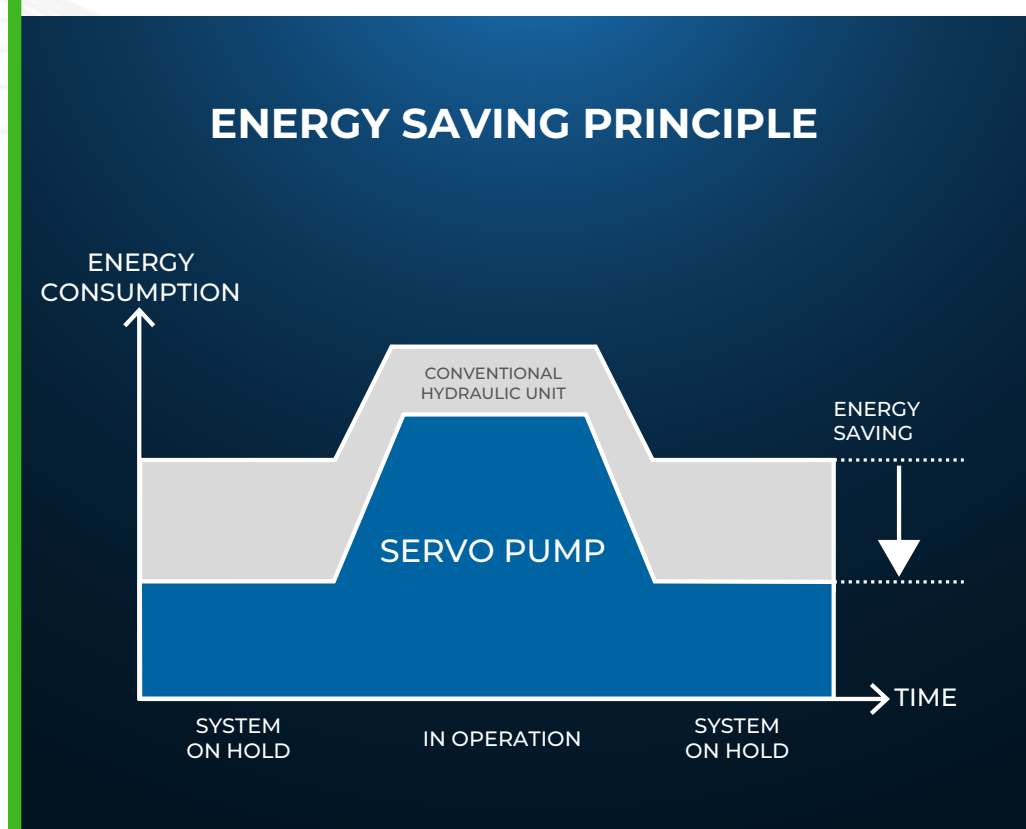 ENERGY SAVING PRINCIPLE
ENERGY
CONSUMPTION
CONVENTIONAL
HYDRAULIC UNIT
ENERGY
SAVING
SERVO PUMP
TIME
SYSTEM
ON HOLD
IN OPERATION
SYSTEM
ON HOLD